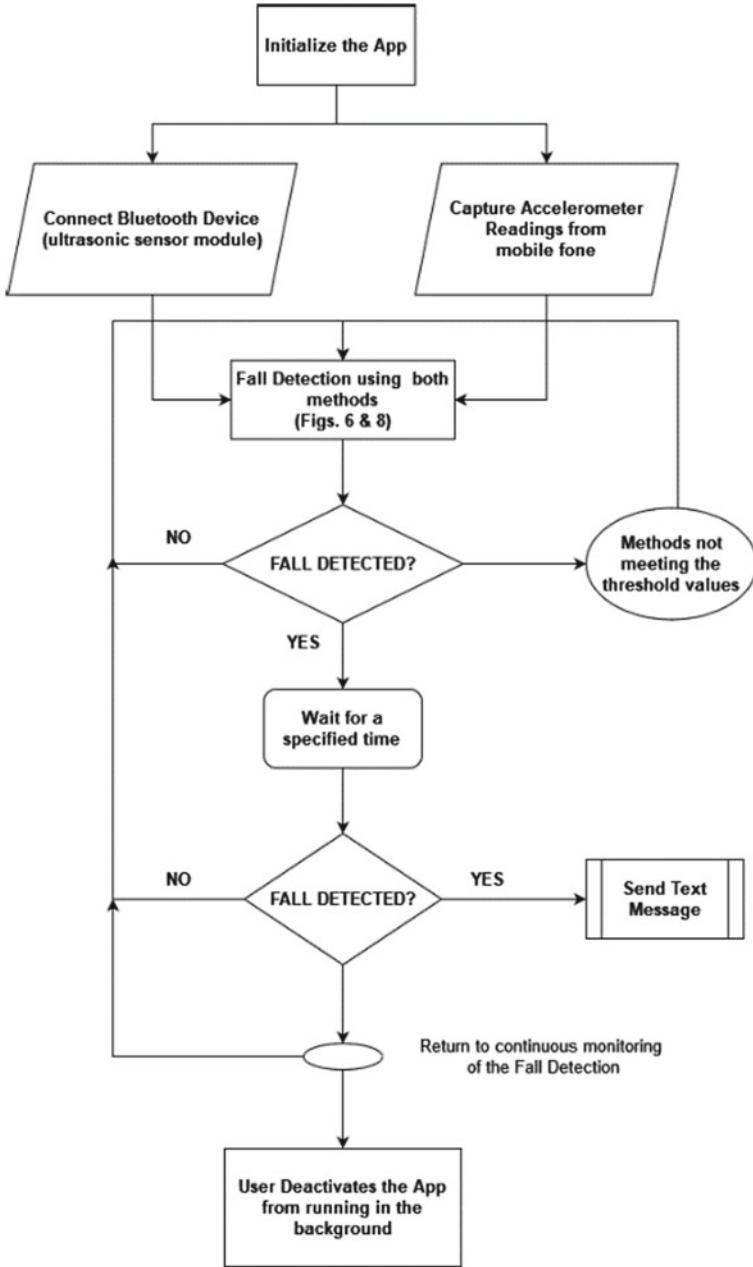 Initialize the App
Connect Bluetooth Device
(ultrasonic sensor module)
Capture Accelerometer
Readings from
mobile fone
Fall Detection using both
methods
(Figs. 6 & 8)
NO
FALL DETECTED?
Methods not
meeting the
threshold values
YES
Wait for a
specified time
NO
FALL DETECTED?
YES
Send Text
Message
Return to continuous monitoring
of the Fall Detection
User Deactivates the App
from running in the
background